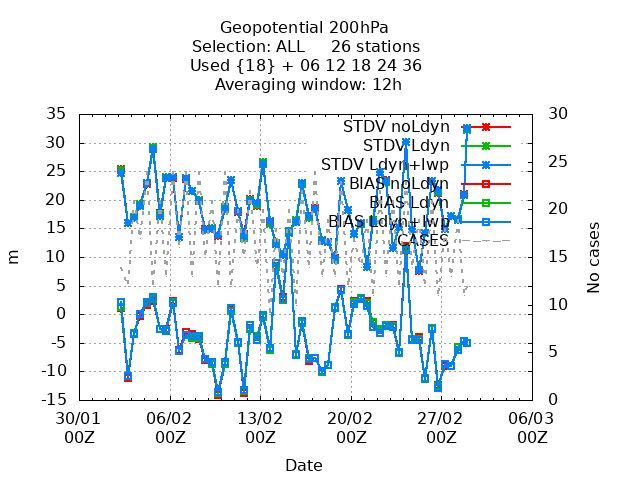 Geopotential 200hPa
Selection: ALL 26 stations
Used {18} + 06 12 18 24 36
Averaging window: 12h
STDV noLdyn
STDV Ldyn
STDV Ldyn+lwp
BIAS noLdyn
BIAS Ldyn
BIAS Ldyn+lwp
CASES
35
30
25
20
15
10
5
0
-5
-10
-15
m
30
25
20
15
10
5
0
No cases
30/01 06/02 13/02 20/02 27/02 06/03
00Z 00Z 00Z 00Z 00Z 00Z
Date